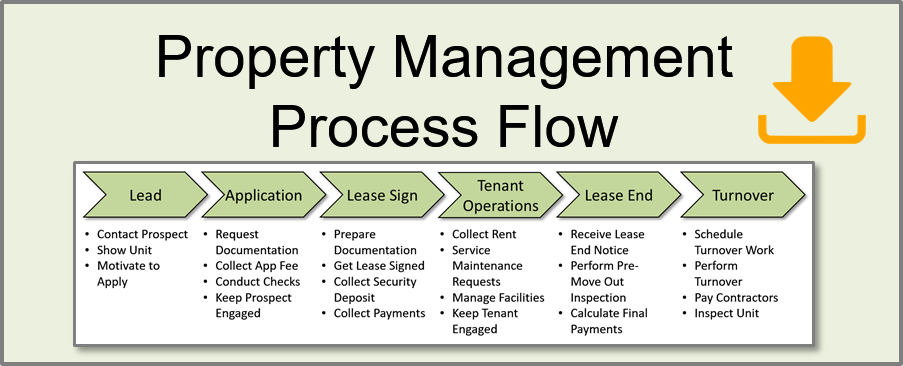 Property Management
Process Flow
Lead
Application
Lease Sign
Tenant
Operations
Lease End
Turnover
• Contact Prospect
• Show Unit
• Motivate to
Apply
• Request
Documentation
• Collect App Fee
• Conduct Checks
• Keep Prospect
Engaged
• Prepare
Documentation
• Get Lease Signed
• Collect Security
Deposit
• Collect Payments
• Collect Rent
• Service
Maintenance
Requests
• Manage Facilities
• Keep Tenant
Engaged
• Receive Lease
End Notice
• Perform Pre-
Move Out
Inspection
• Calculate Final
Payments
• Schedule
Turnover Work
• Perform
Turnover
• Pay Contractors
• Inspect Unit